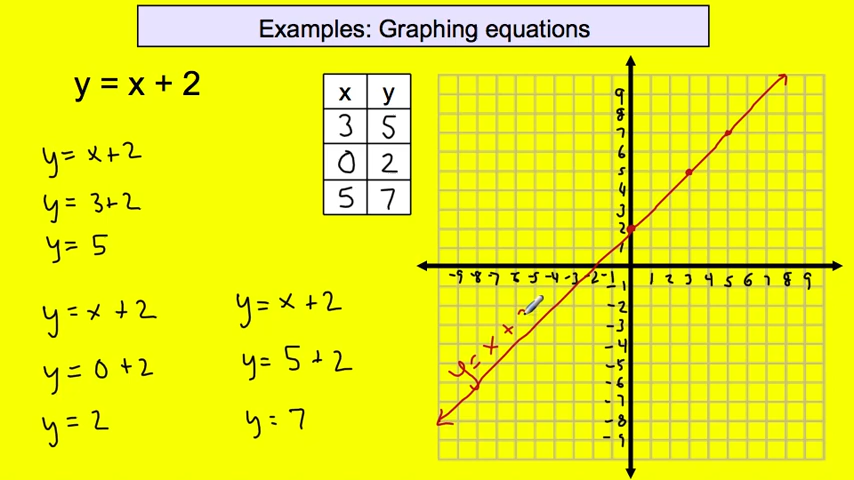 Examples: Graphing equations
y = x + 2
x y
3 5
0 2
5 7
y = x+2
y = 3+2
y = 5
y = x + 2
y = 0 + 2
y = 2
y = x + 2
y = 5 + 2
y = 7
9
8
7
6
5
4
3
2
1
-9 -8 -7 -6 -5 -4 -3 -2 -1 1 2 3 4 5 6 7 8 9
-1
-2
-3
-4
-5
-6
-7
-8
-9
y = x +